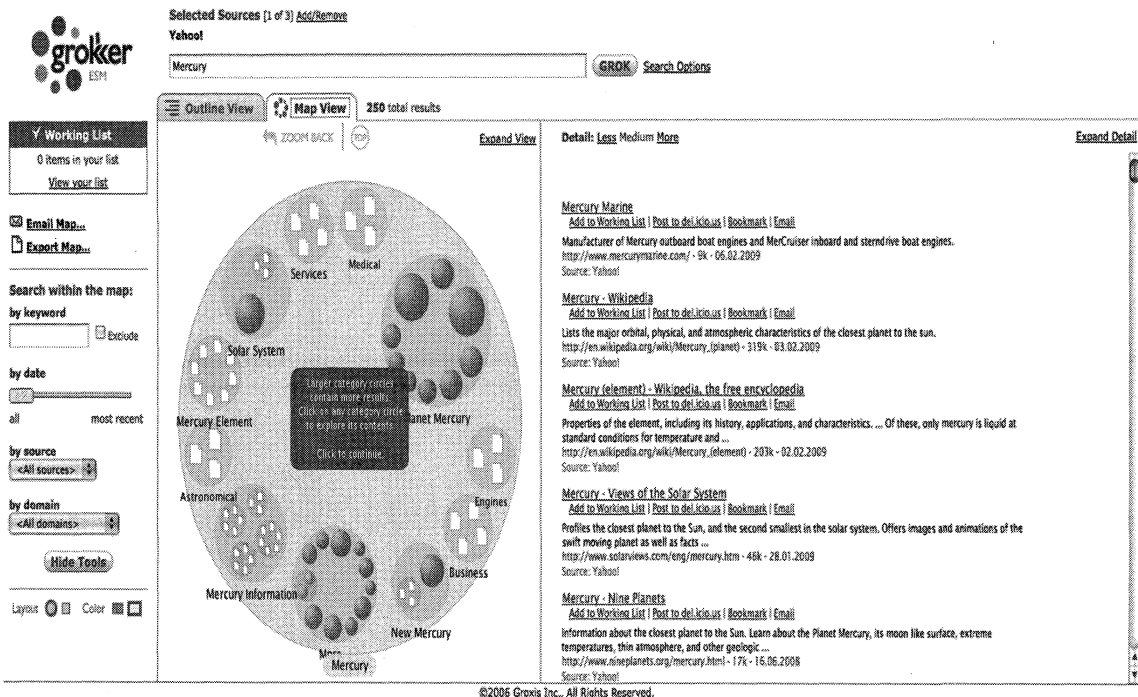 grokker
ESM
Selected Sources [1 of 3] Add/Remove
Yahoo!
Mercury
GROK Search Options
Outline View
Map View
250 total results
✓ Working List
0 items in your list
View your list
Email Map...
Export Map...
Search within the map:
by keyword
Exclude
by date
all most recent
by source
<All sources>
by domain
<All domains>
Hide Tools
Layout Color
ZOOM BACK TOP
Expand View
Services
Medical
Solar System
Planet Mercury
Mercury Element
Astronomical
Engines
Mercury Information
Business
New Mercury
More
Mercury
Larger category circles
contain more results.
Click on any category circle
to explore its contents.
Click to continue.
Detail: Less Medium More
Expand Detail
Mercury Marine
Add to Working List | Post to del.icio.us | Bookmark | Email
Manufacturer of Mercury outboard boat engines and MerCruiser inboard and sterndrive boat engines.
http://www.mercurymarine.com/ - 9k - 06.02.2009
Source: Yahoo!
Mercury - Wikipedia
Add to Working List | Post to del.icio.us | Bookmark | Email
Lists the major orbital, physical, and atmospheric characteristics of the closest planet to the sun.
http://en.wikipedia.org/wiki/Mercury_(planet) - 319k - 03.02.2009
Source: Yahoo!
Mercury (element) - Wikipedia, the free encyclopedia
Add to Working List | Post to del.icio.us | Bookmark | Email
Properties of the element, including its history, applications, and characteristics. ... Of these, only mercury is liquid at
standard conditions for temperature and ...
http://en.wikipedia.org/wiki/Mercury_(element) - 203k - 02.02.2009
Source: Yahoo!
Mercury - Views of the Solar System
Add to Working List | Post to del.icio.us | Bookmark | Email
Profiles the closest planet to the Sun, and the second smallest in the solar system. Offers images and animations of the
swift moving planet as well as facts ...
http://www.solarviews.com/eng/mercury.htm - 46k - 28.01.2009
Source: Yahoo!
Mercury - Nine Planets
Add to Working List | Post to del.icio.us | Bookmark | Email
Information about the closest planet to the Sun. Learn about the Planet Mercury, its moon like surface, extreme
temperatures, thin atmosphere, and other geologic ...
http://www.nineplanets.org/mercury.html - 17k - 16.06.2008
Source: Yahoo!
©2006 Groxis Inc., All Rights Reserved.